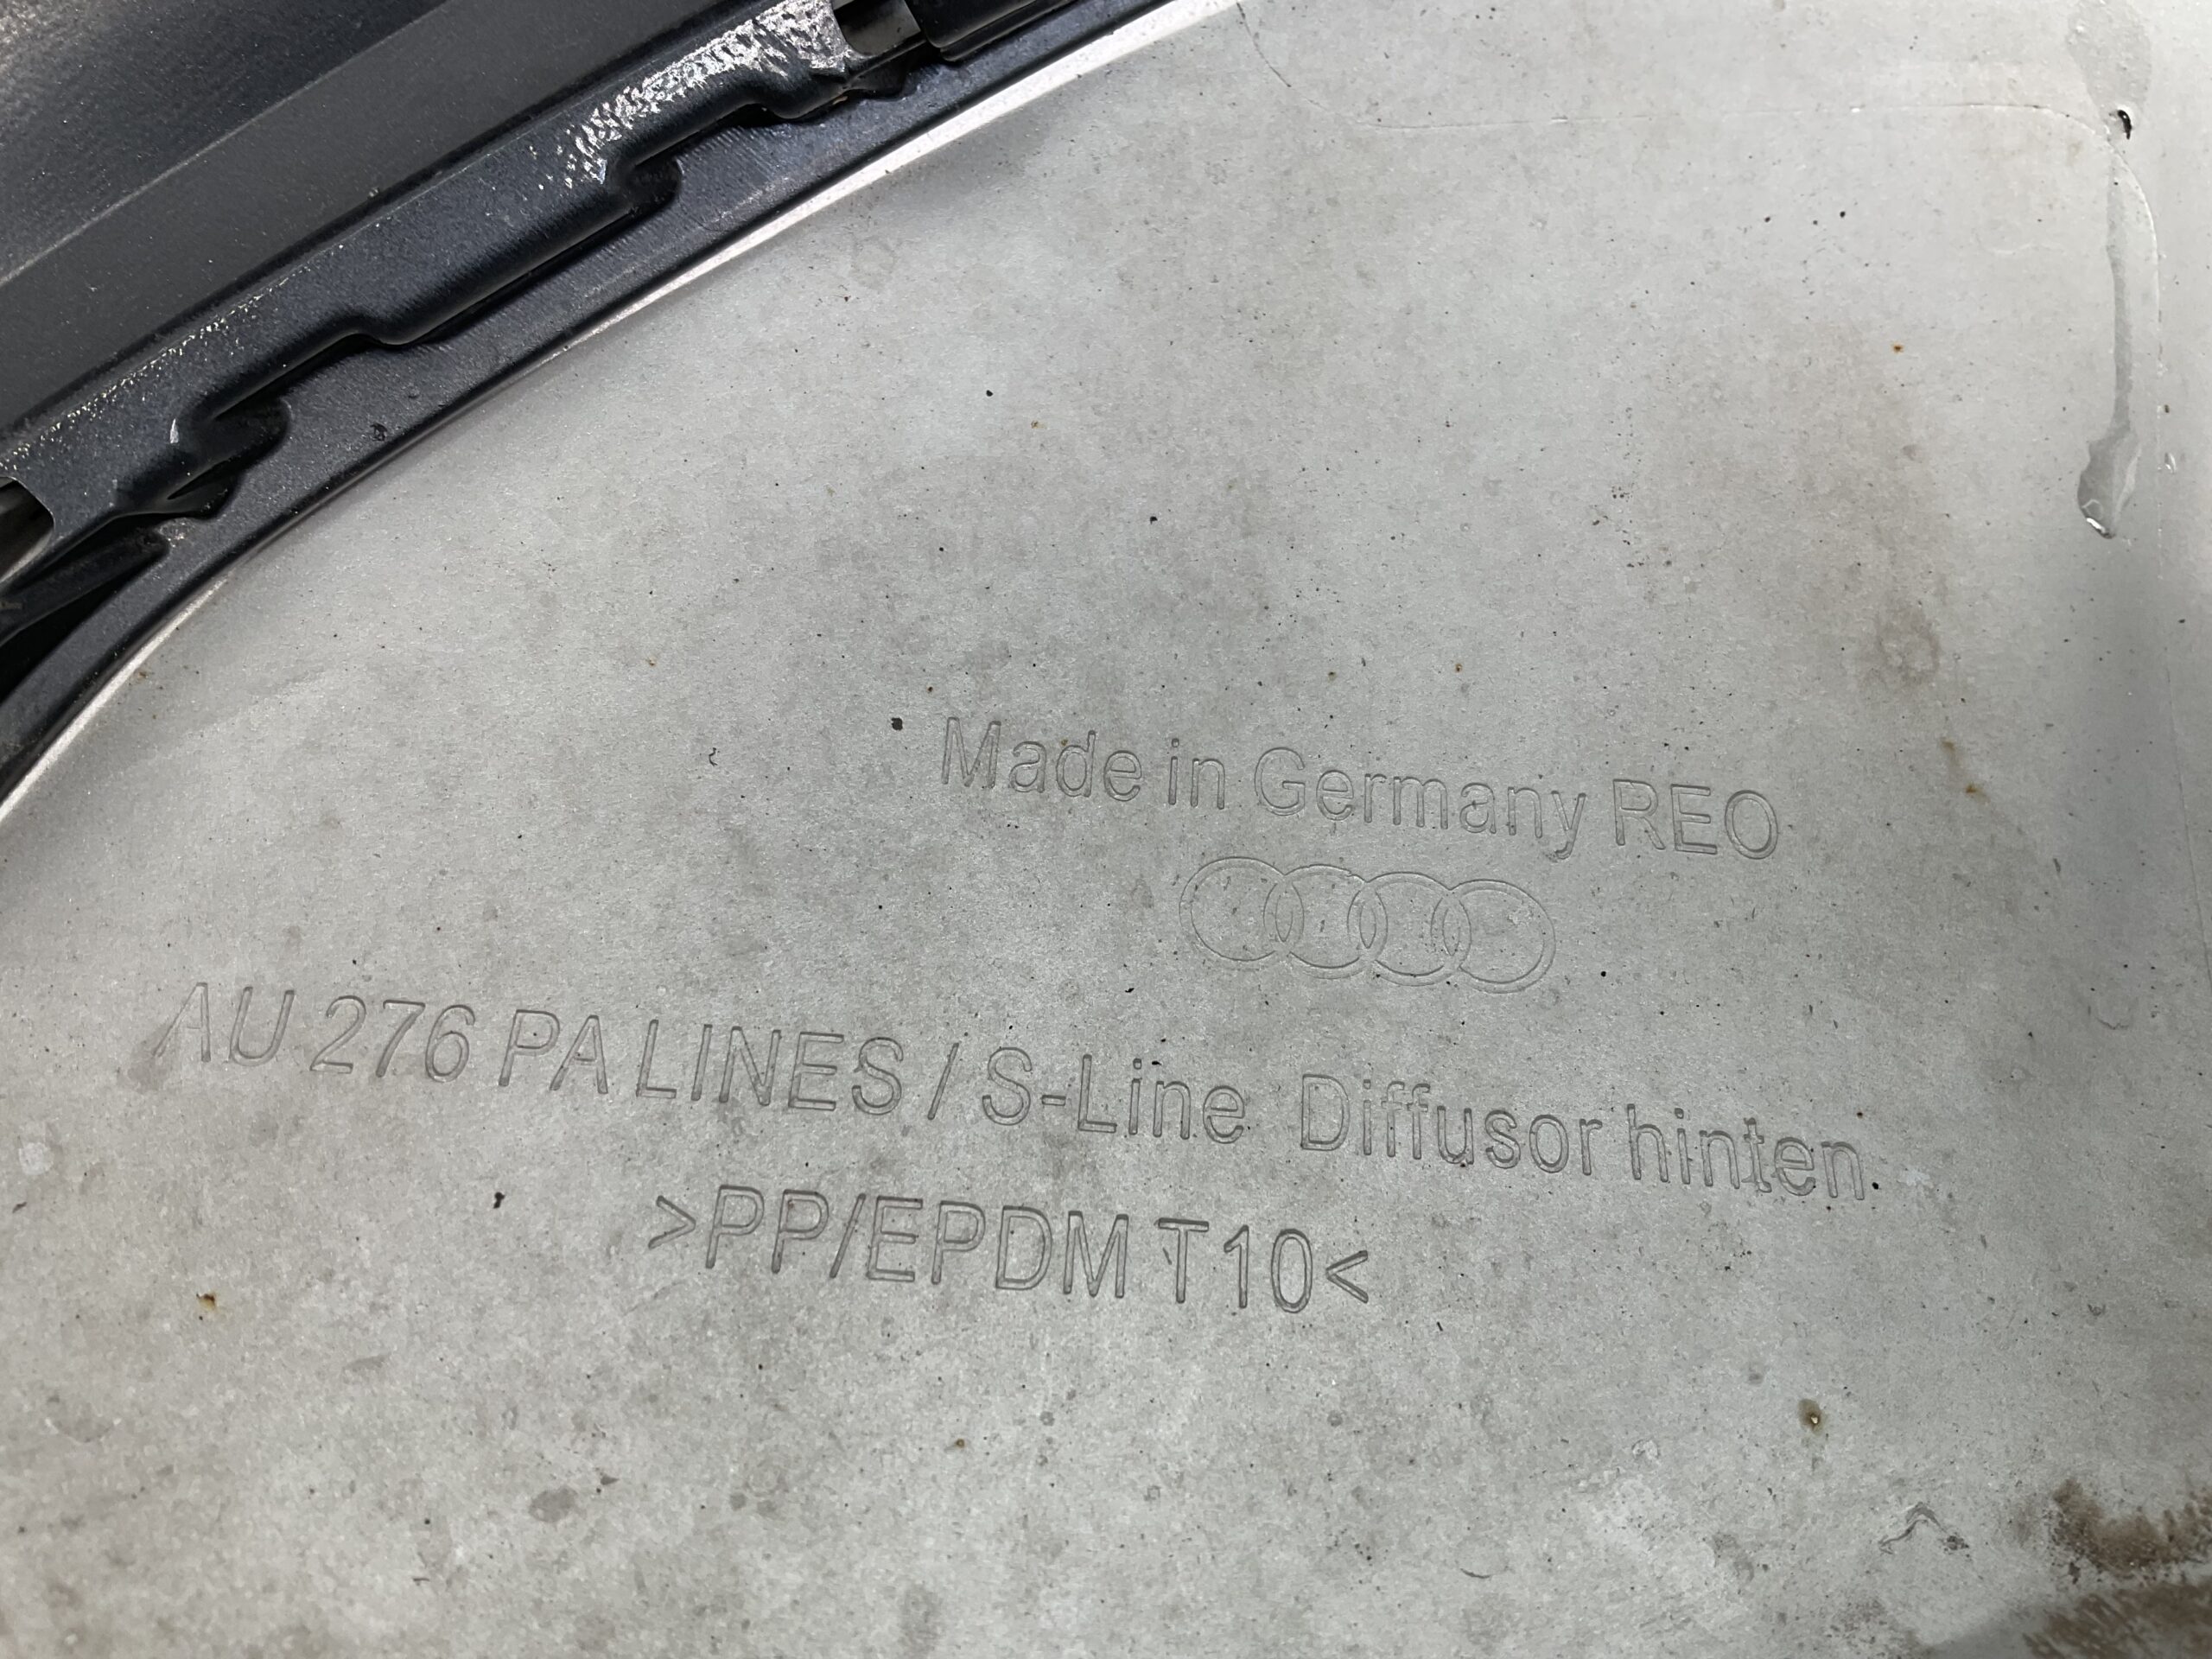 Made in Germany REO
AU 276 PA LINES / S-Line Diffusor hinten
>PP/EPDM T10<